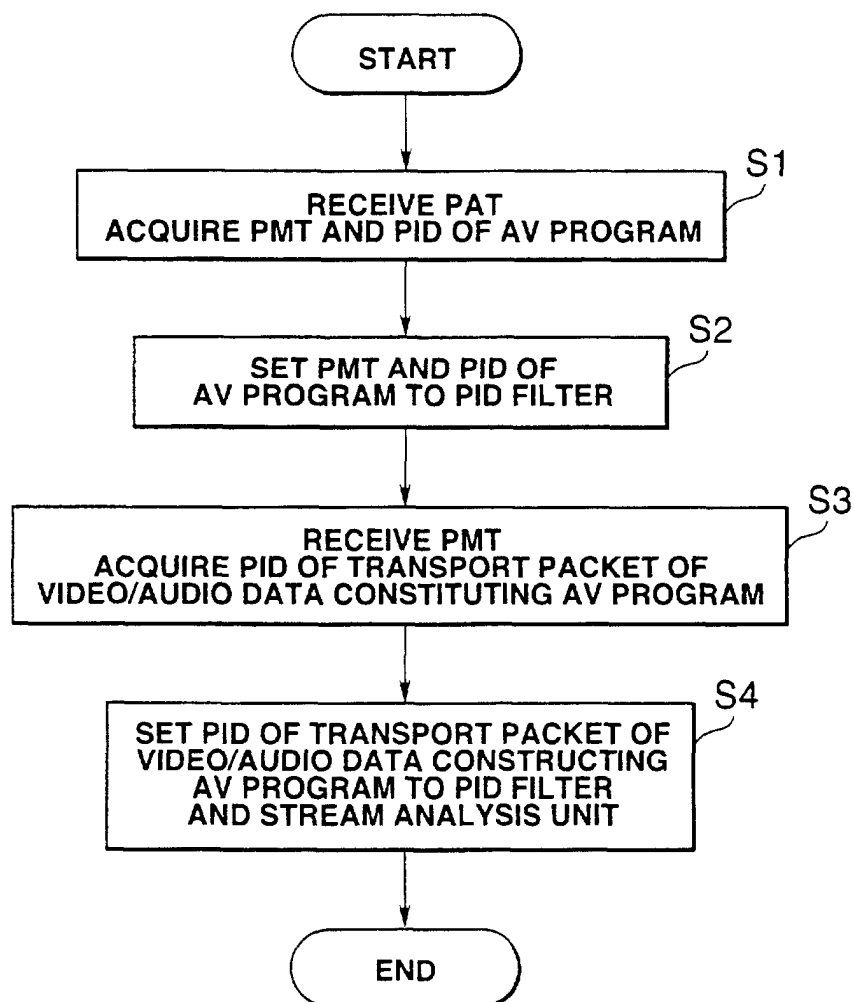 START
S1
RECEIVE PAT
ACQUIRE PMT AND PID OF AV PROGRAM
S2
SET PMT AND PID OF
AV PROGRAM TO PID FILTER
S3
RECEIVE PMT
ACQUIRE PID OF TRANSPORT PACKET OF
VIDEO/AUDIO DATA CONSTITUTING AV PROGRAM
S4
SET PID OF TRANSPORT PACKET OF
VIDEO/AUDIO DATA CONSTRUCTING
AV PROGRAM TO PID FILTER
AND STREAM ANALYSIS UNIT
END